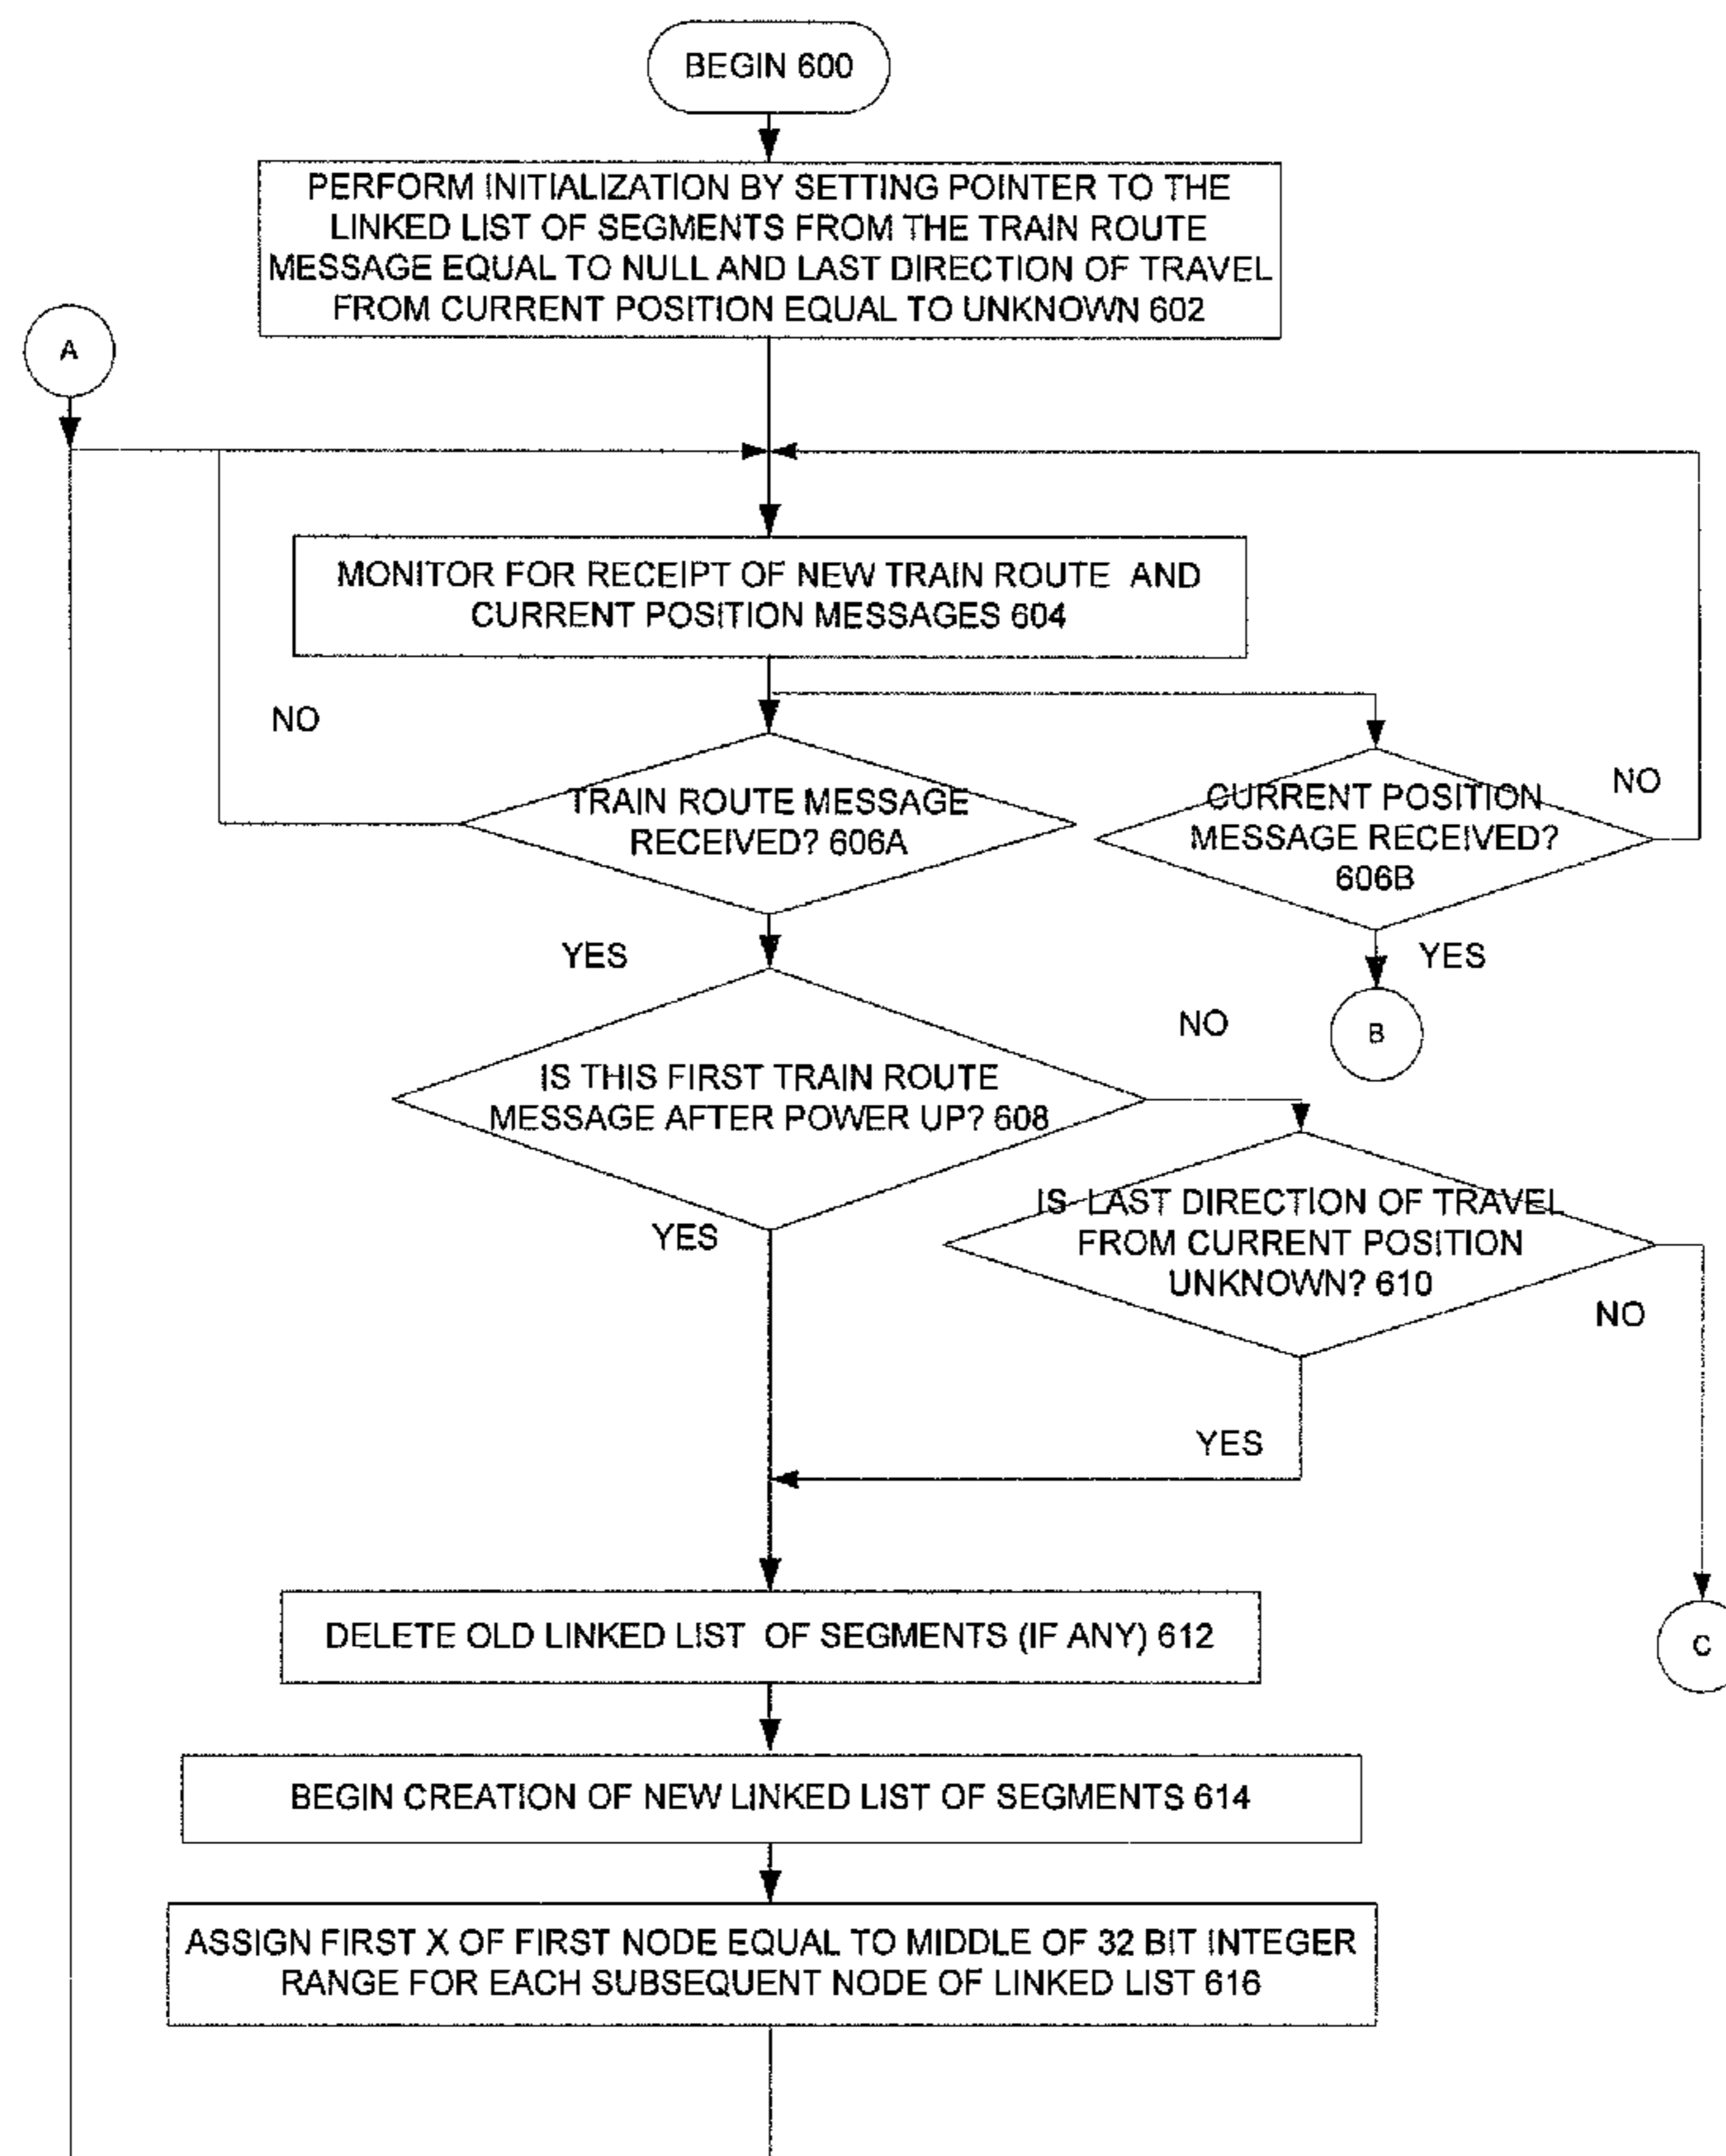 BEGIN 600
PERFORM INITIALIZATION BY SETTING POINTER TO THE
LINKED LIST OF SEGMENTS FROM THE TRAIN ROUTE
MESSAGE EQUAL TO NULL AND LAST DIRECTION OF TRAVEL
FROM CURRENT POSITION EQUAL TO UNKNOWN 602
A
MONITOR FOR RECEIPT OF NEW TRAIN ROUTE AND
CURRENT POSITION MESSAGES 604
NO
TRAIN ROUTE MESSAGE
RECEIVED? 606A
CURRENT POSITION
MESSAGE RECEIVED?
606B
NO
YES
YES
B
IS THIS FIRST TRAIN ROUTE
MESSAGE AFTER POWER UP? 608
NO
YES
IS LAST DIRECTION OF TRAVEL
FROM CURRENT POSITION
UNKNOWN? 610
NO
YES
C
DELETE OLD LINKED LIST OF SEGMENTS (IF ANY) 612
BEGIN CREATION OF NEW LINKED LIST OF SEGMENTS 614
ASSIGN FIRST X OF FIRST NODE EQUAL TO MIDDLE OF 32 BIT INTEGER
RANGE FOR EACH SUBSEQUENT NODE OF LINKED LIST 616